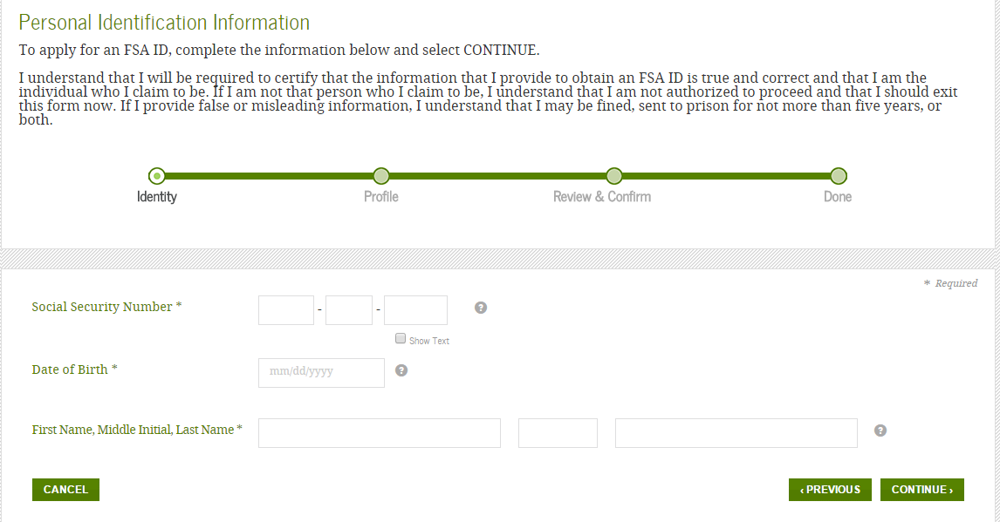 Personal Identification Information
To apply for an FSA ID, complete the information below and select CONTINUE.
I understand that I will be required to certify that the information that I provide to obtain an FSA ID is true and correct and that I am the
individual who I claim to be. If I am not that person who I claim to be, I understand that I am not authorized to proceed and that I should exit
this form now. If I provide false or misleading information, I understand that I may be fined, sent to prison for not more than five years, or
both.
Identity Profile Review & Confirm Done
* Required
Social Security Number * - - ?
Show Text
Date of Birth * mm/dd/yyyy ?
First Name, Middle Initial, Last Name * ?
CANCEL ‹ PREVIOUS CONTINUE ›